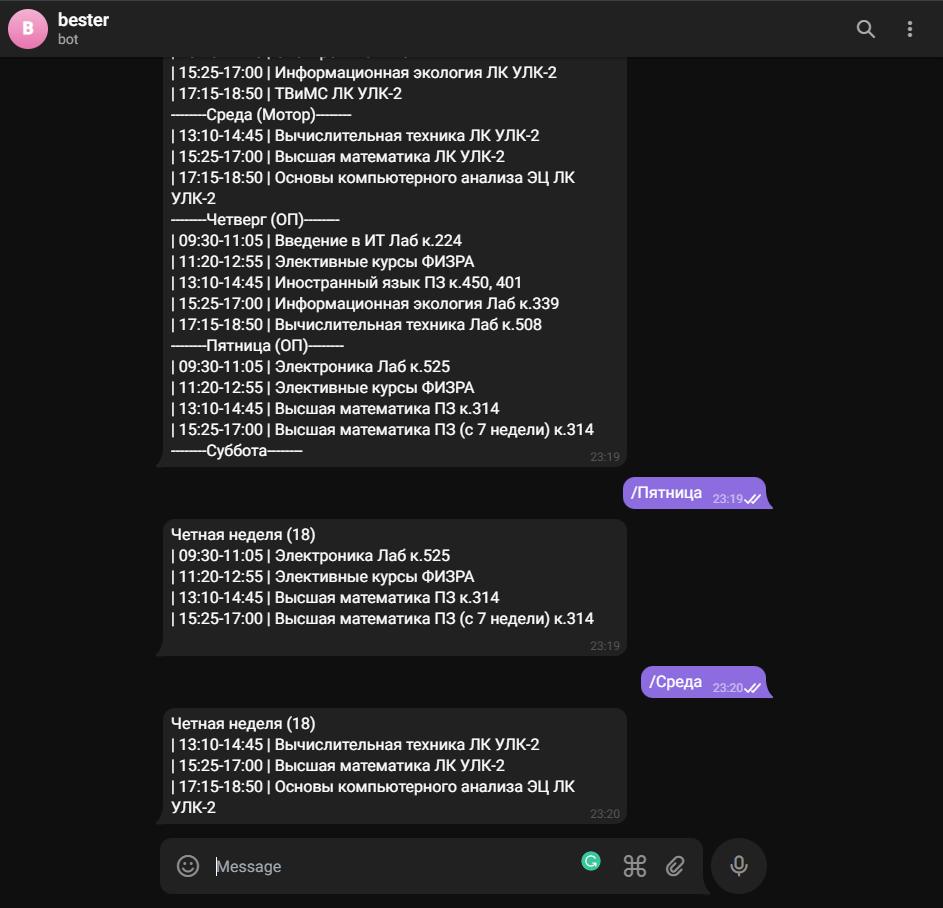 B
bester
bot
| 15:25-17:00 | Информационная экология ЛК УЛК-2
| 17:15-18:50 | ТВиМС ЛК УЛК-2
--------Среда (Мотор)--------
| 13:10-14:45 | Вычислительная техника ЛК УЛК-2
| 15:25-17:00 | Высшая математика ЛК УЛК-2
| 17:15-18:50 | Основы компьютерного анализа ЭЦ ЛК
УЛК-2
--------Четверг (ОП)--------
| 09:30-11:05 | Введение в ИТ Лаб к.224
| 11:20-12:55 | Элективные курсы ФИЗРА
| 13:10-14:45 | Иностранный язык ПЗ к.450, 401
| 15:25-17:00 | Информационная экология Лаб к.339
| 17:15-18:50 | Вычислительная техника Лаб к.508
--------Пятница (ОП)--------
| 09:30-11:05 | Электроника Лаб к.525
| 11:20-12:55 | Элективные курсы ФИЗРА
| 13:10-14:45 | Высшая математика ПЗ к.314
| 15:25-17:00 | Высшая математика ПЗ (с 7 недели) к.314
--------Суббота--------
23:19
/Пятница 23:19
Четная неделя (18)
| 09:30-11:05 | Электроника Лаб к.525
| 11:20-12:55 | Элективные курсы ФИЗРА
| 13:10-14:45 | Высшая математика ПЗ к.314
| 15:25-17:00 | Высшая математика ПЗ (с 7 недели) к.314
23:19
/Среда 23:20
Четная неделя (18)
| 13:10-14:45 | Вычислительная техника ЛК УЛК-2
| 15:25-17:00 | Высшая математика ЛК УЛК-2
| 17:15-18:50 | Основы компьютерного анализа ЭЦ ЛК
УЛК-2
23:20
Message